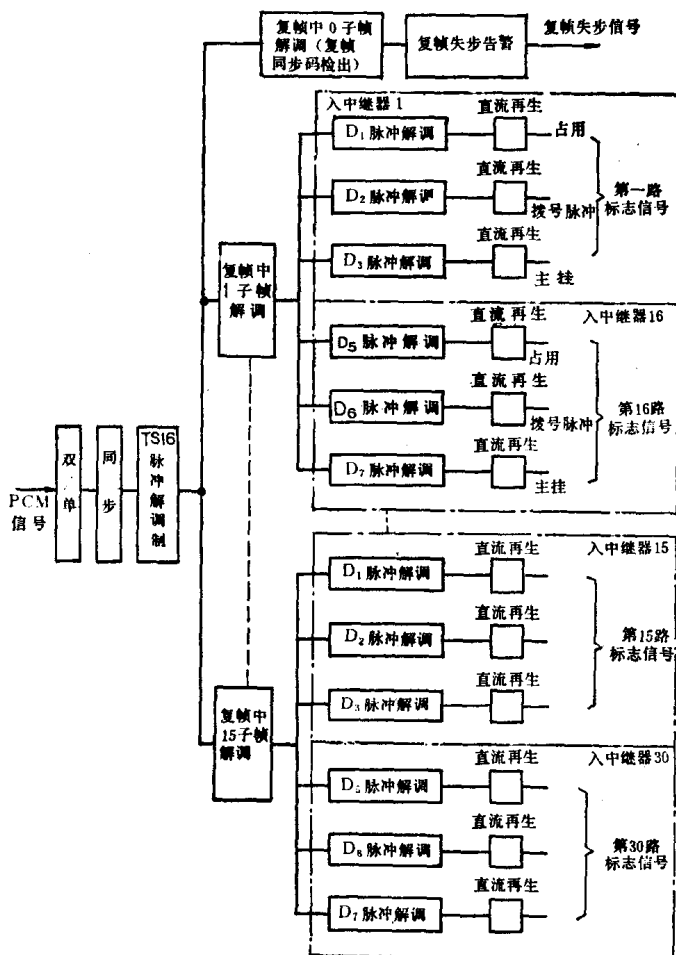 复帧中0子帧
解调（复帧
同步码检出）
复帧失步告警
复帧失步信号
入中继器1
直流再生
D₁脉冲解调
占用
直流再生
D₂脉冲解调
拨号脉冲
直流再生
D₃脉冲解调
主挂
第一路
标志信号
复帧中
1子帧
解调
直流再生
入中继器16
D5脉冲解调
占用
直流再生
D6脉冲解调
拨号脉冲
直流再生
D₇脉冲解调
主挂
第16路
标志信号
PCM
信号
双单
同步
TS16脉冲解调制
直流再生
入中继器15
D₁脉冲解调
直流再生
D₂脉冲解调
直流再生
D₃脉冲解调
第15路
标志信号
复帧中
15子帧
解调
直流再生
入中继器30
D₅脉冲解调
直流再生
D₈脉冲解调
直流再生
D₇脉冲解调
第30路
标志信号